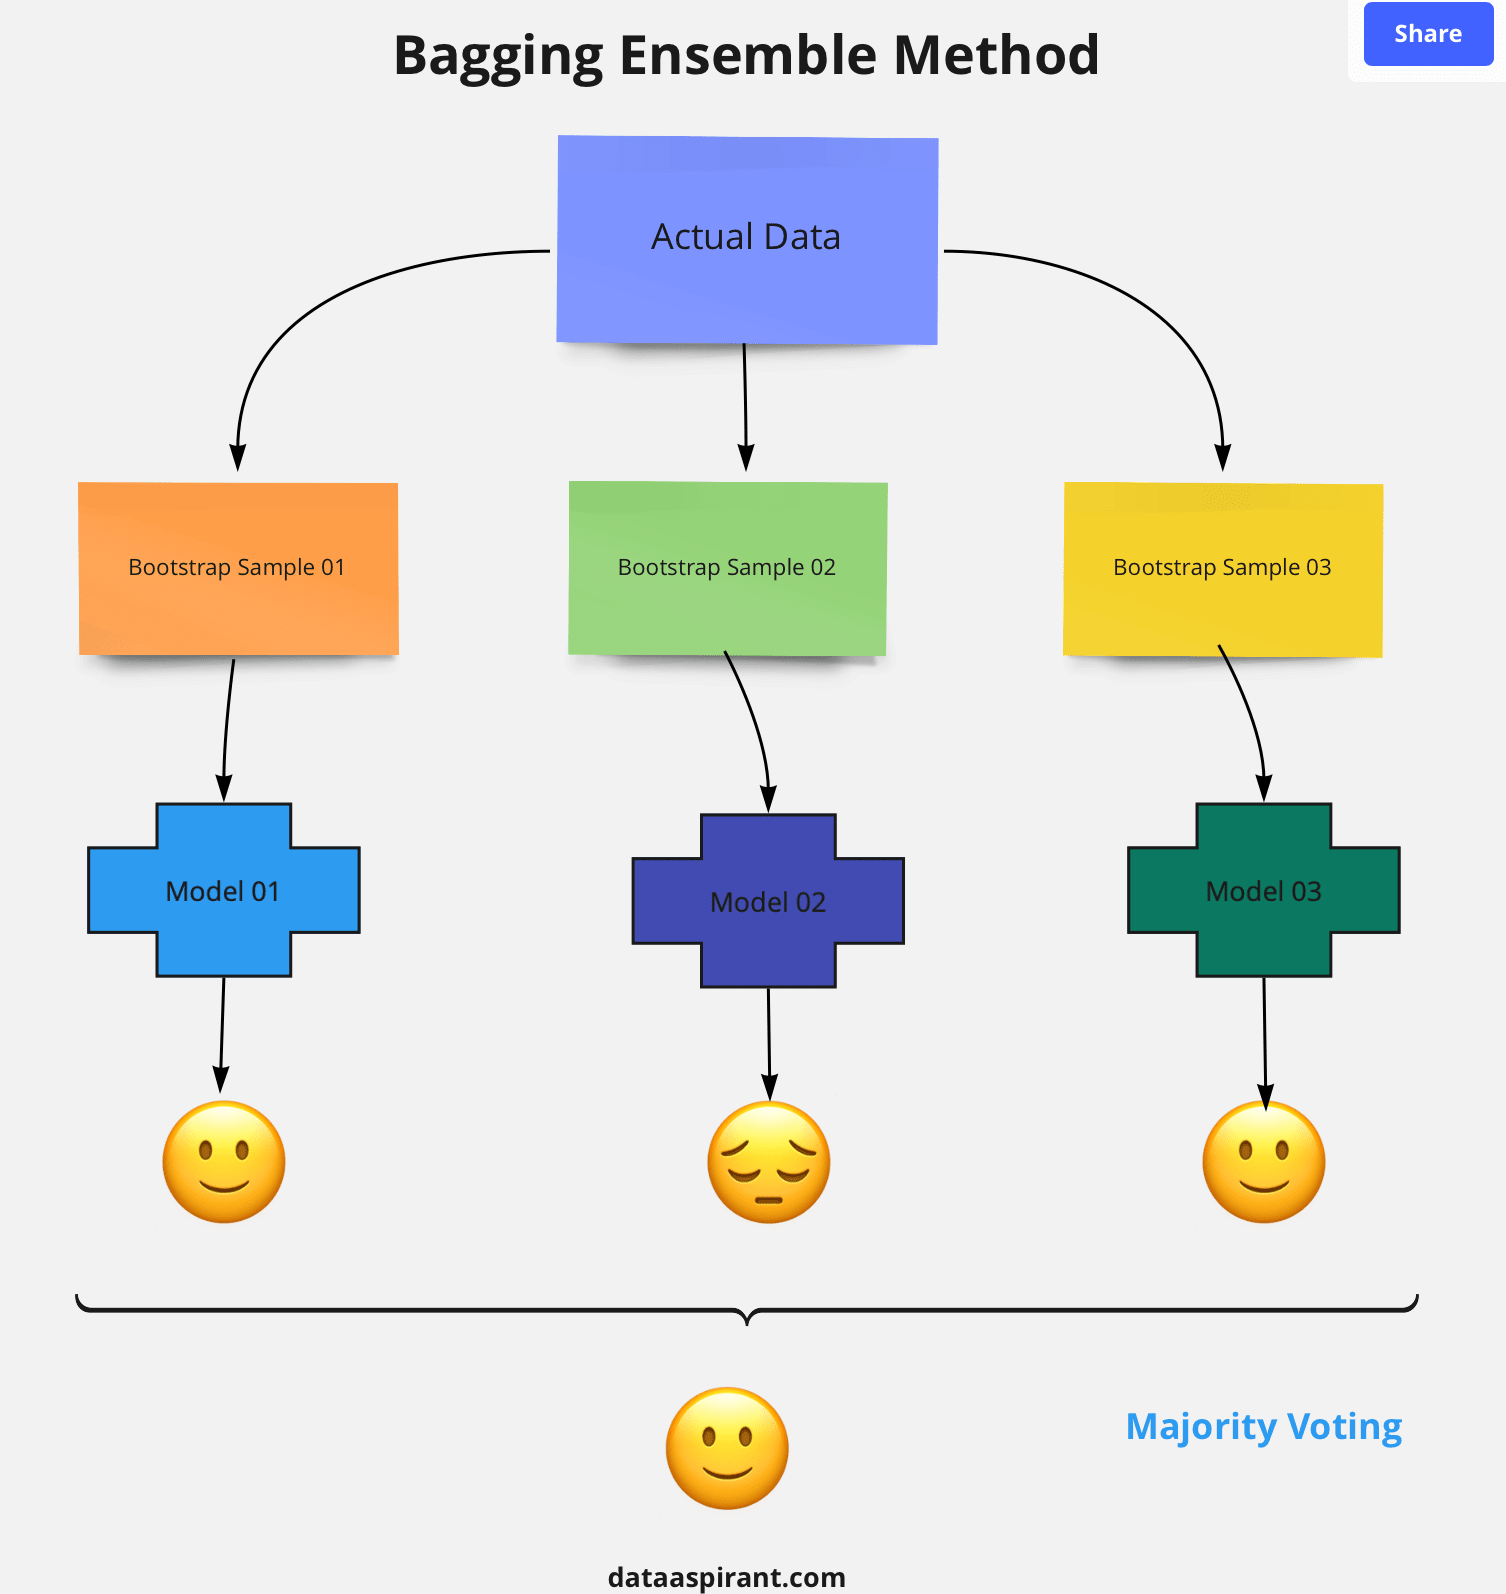 Bagging Ensemble Method
Share
Actual Data
Bootstrap Sample 01
Bootstrap Sample 02
Bootstrap Sample 03
Model 01
Model 02
Model 03
Majority Voting
dataaspirant.com